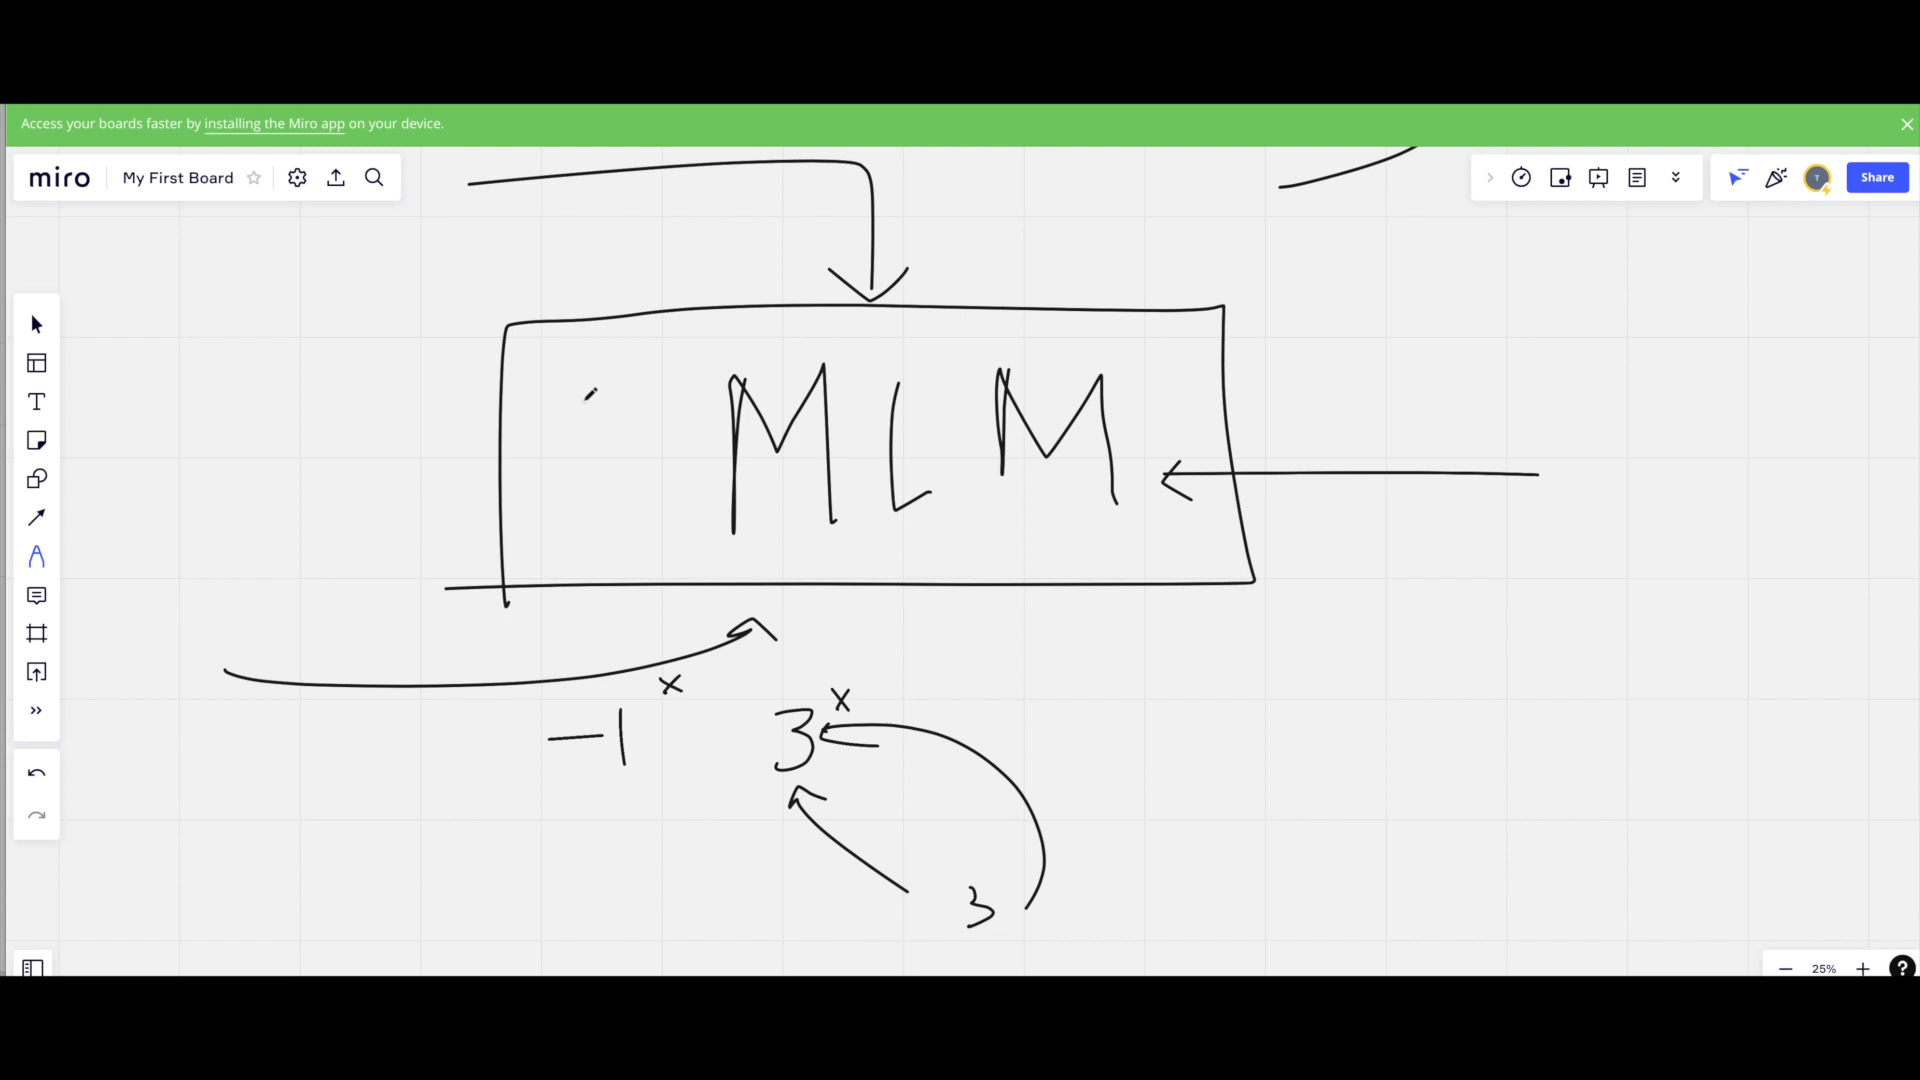 Access your boards faster by installing the Miro app on your device.
miro My First Board
T Share
MLM
x
x
-1 3
3
25% ?